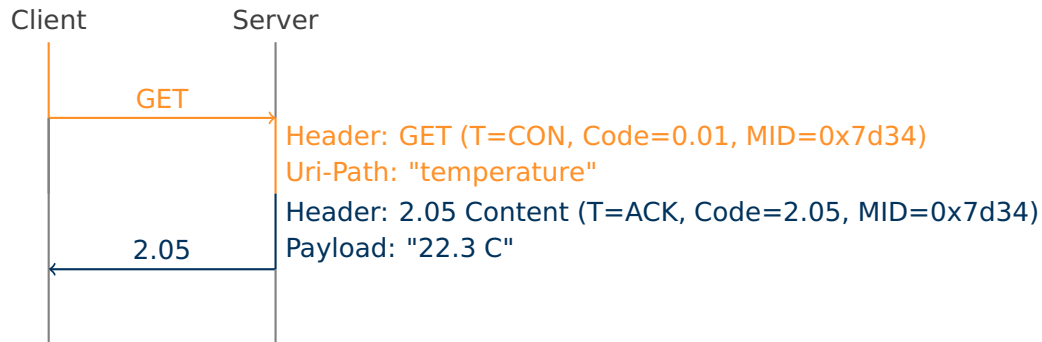 Client
Server
GET
Header: GET (T=CON, Code=0.01, MID=0x7d34)
Uri-Path: "temperature"
Header: 2.05 Content (T=ACK, Code=2.05, MID=0x7d34)
2.05
Payload: "22.3 C"